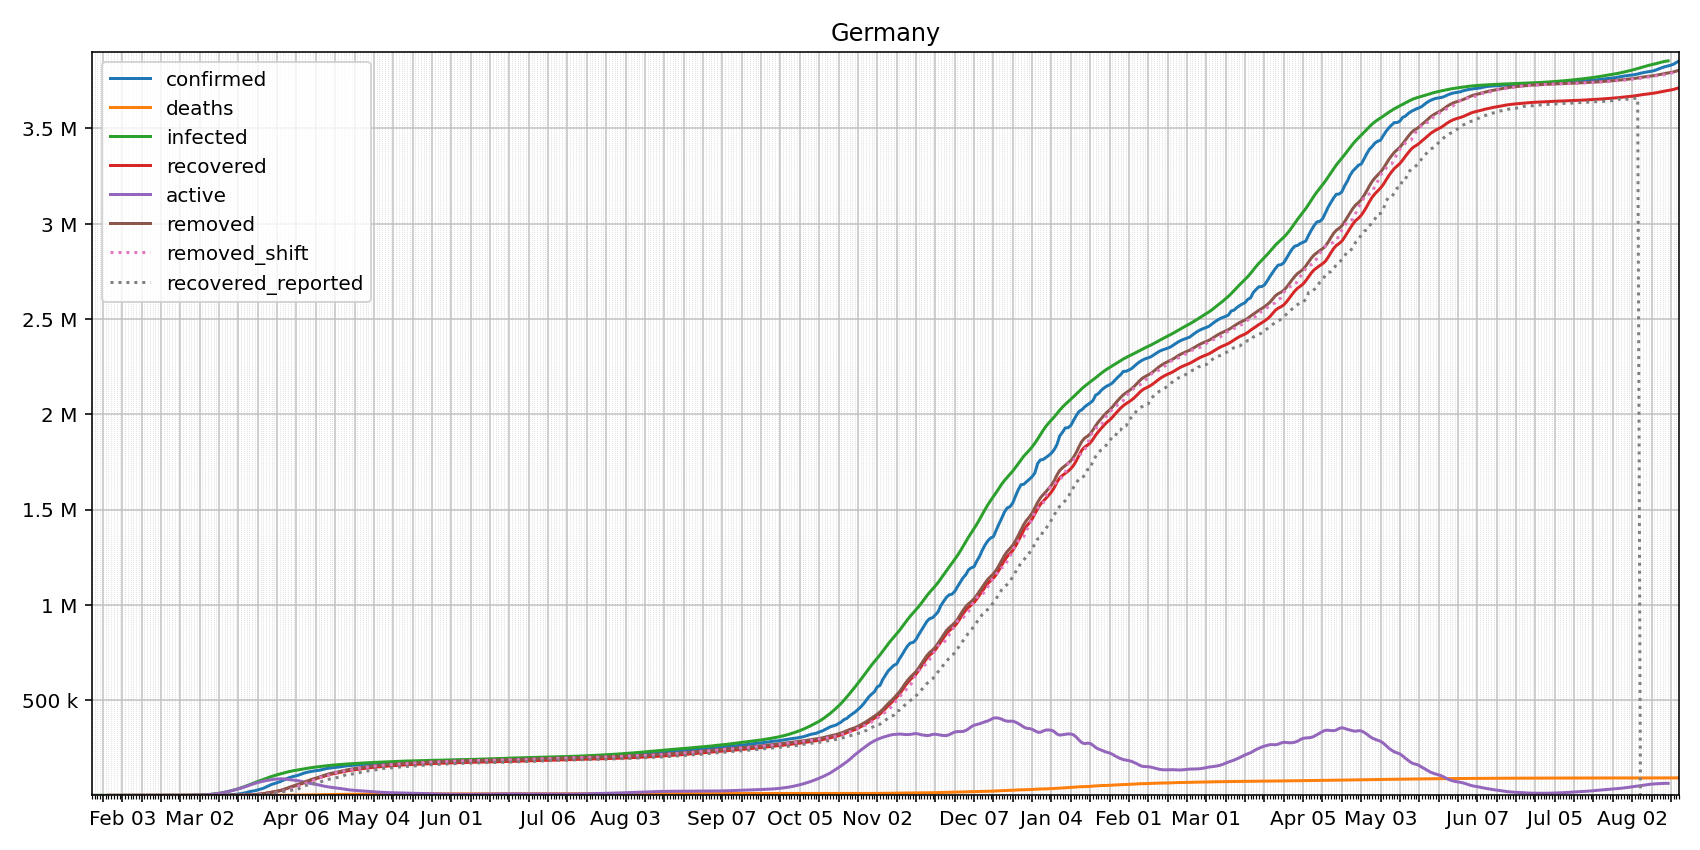 Germany
confirmed
deaths
infected
recovered
active
removed
removed_shift
recovered_reported
3.5 M
3 M
2.5 M
2 M
1.5 M
1 M
500 k
Feb 03 Mar 02 Apr 06 May 04 Jun 01 Jul 06 Aug 03 Sep 07 Oct 05 Nov 02 Dec 07 Jan 04 Feb 01 Mar 01 Apr 05 May 03 Jun 07 Jul 05 Aug 02